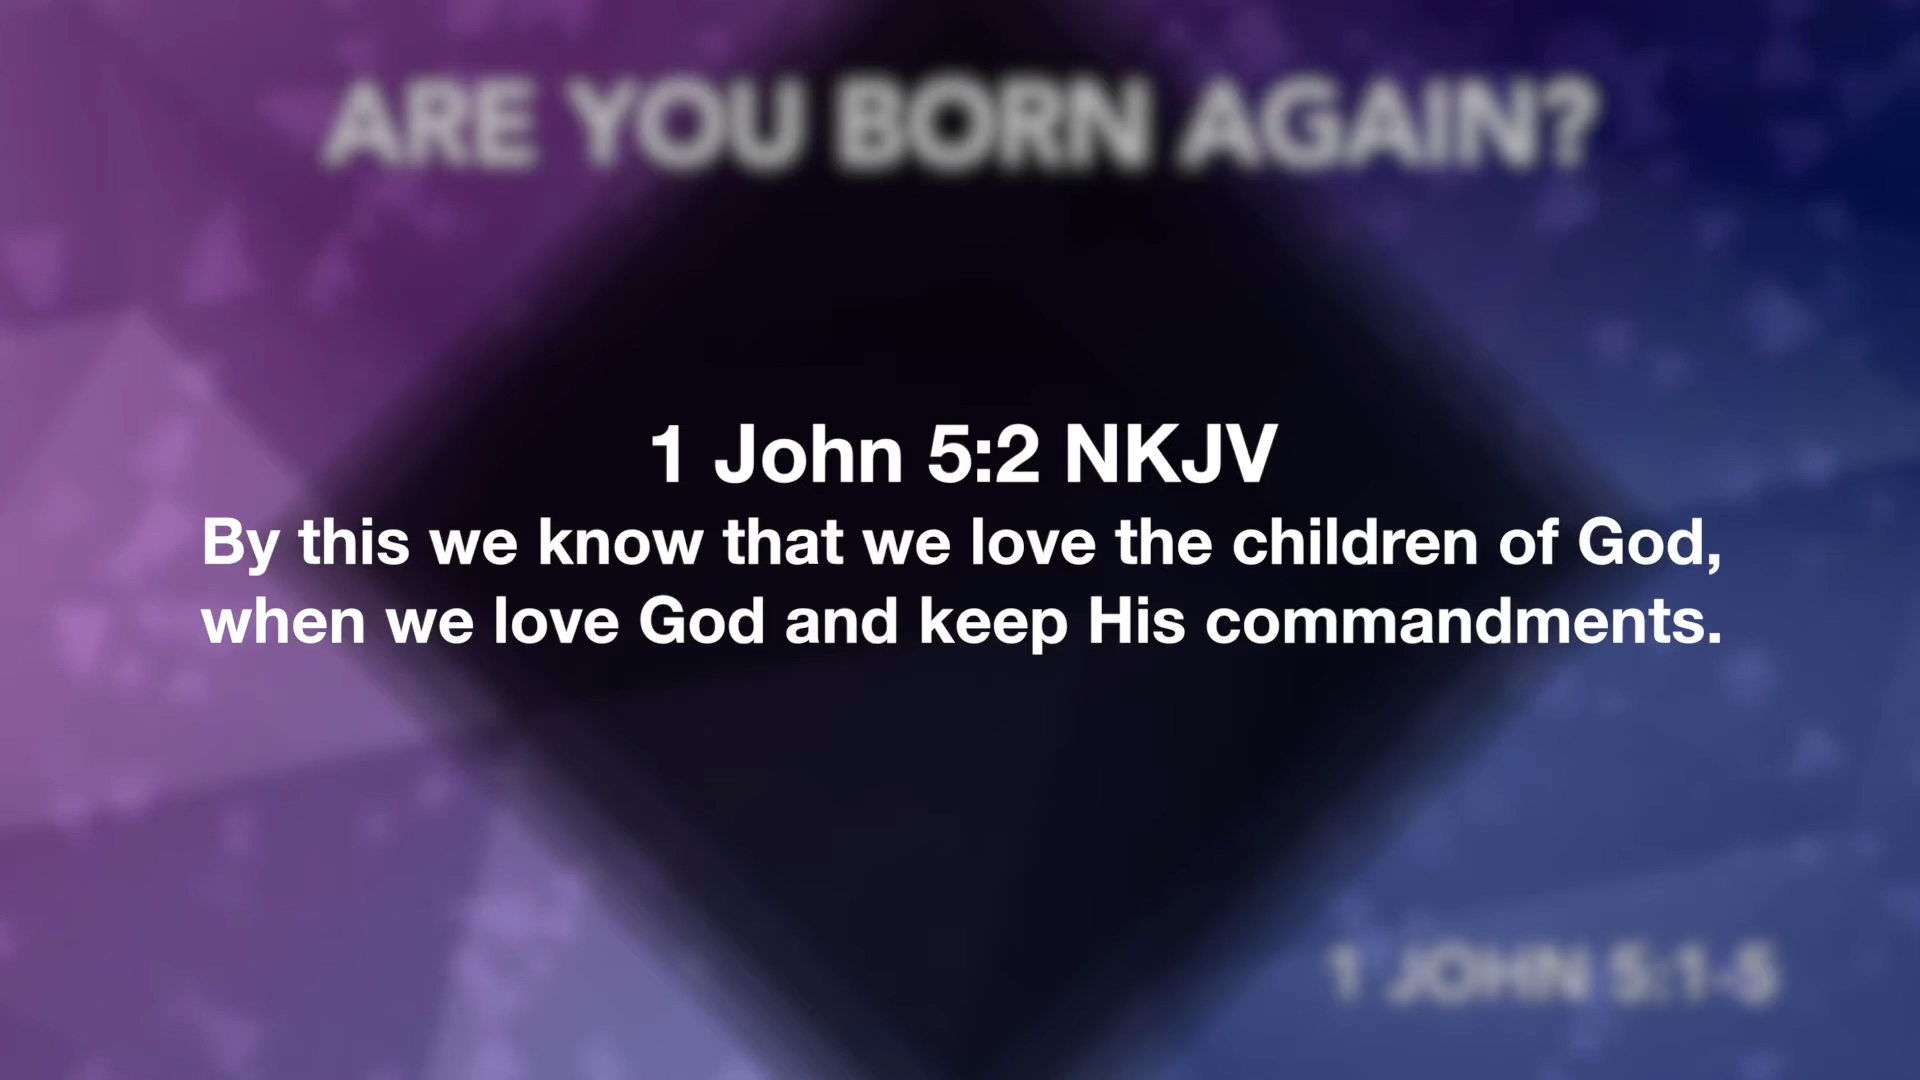 ARE YOU BORN AGAIN?
1 John 5:2 NKJV
By this we know that we love the children of God,
when we love God and keep His commandments.
1 JOHN 5:1-5